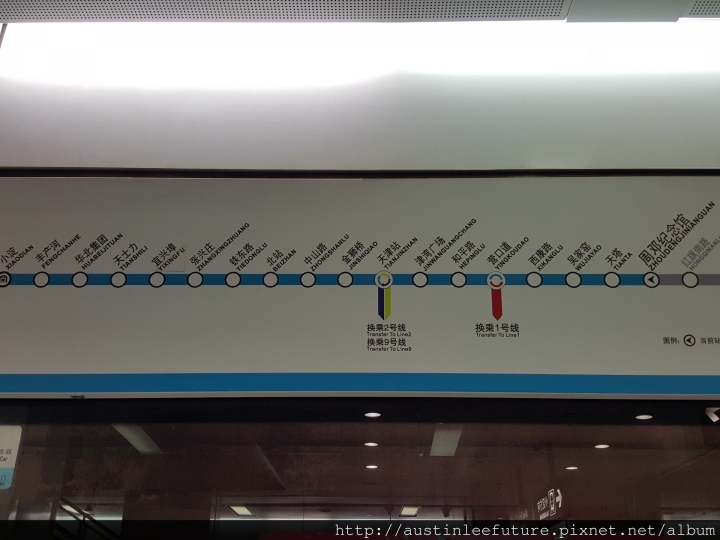 小淀
XIAODIAN
丰产河
FENGCHANHE
华北集团
HUABEIJITUAN
天士力
TIANSHILI
宜兴埠
YIXINGFU
张兴庄
ZHANGXINGZHUANG
铁东路
TIEDONGLU
北站
BEIZHAN
中山路
ZHONGSHANLU
金狮桥
JINSHIQIAO
天津站
TIANJINZHAN
津湾广场
JINWANGUANGCHANG
和平路
HEPINGLU
营口道
YINGKOUDAO
西康路
XIKANGLU
吴家窑
WUJIAYAO
天塔
TIANTA
周邓纪念馆
ZHOUDENGJINIANGUAN
红旗南路
换乘2号线
Transfer To Line2
换乘9号线
Transfer To Line9
换乘1号线
Transfer To Line1
图例: 当前站
http://austinleefuture.pixnet.net/album